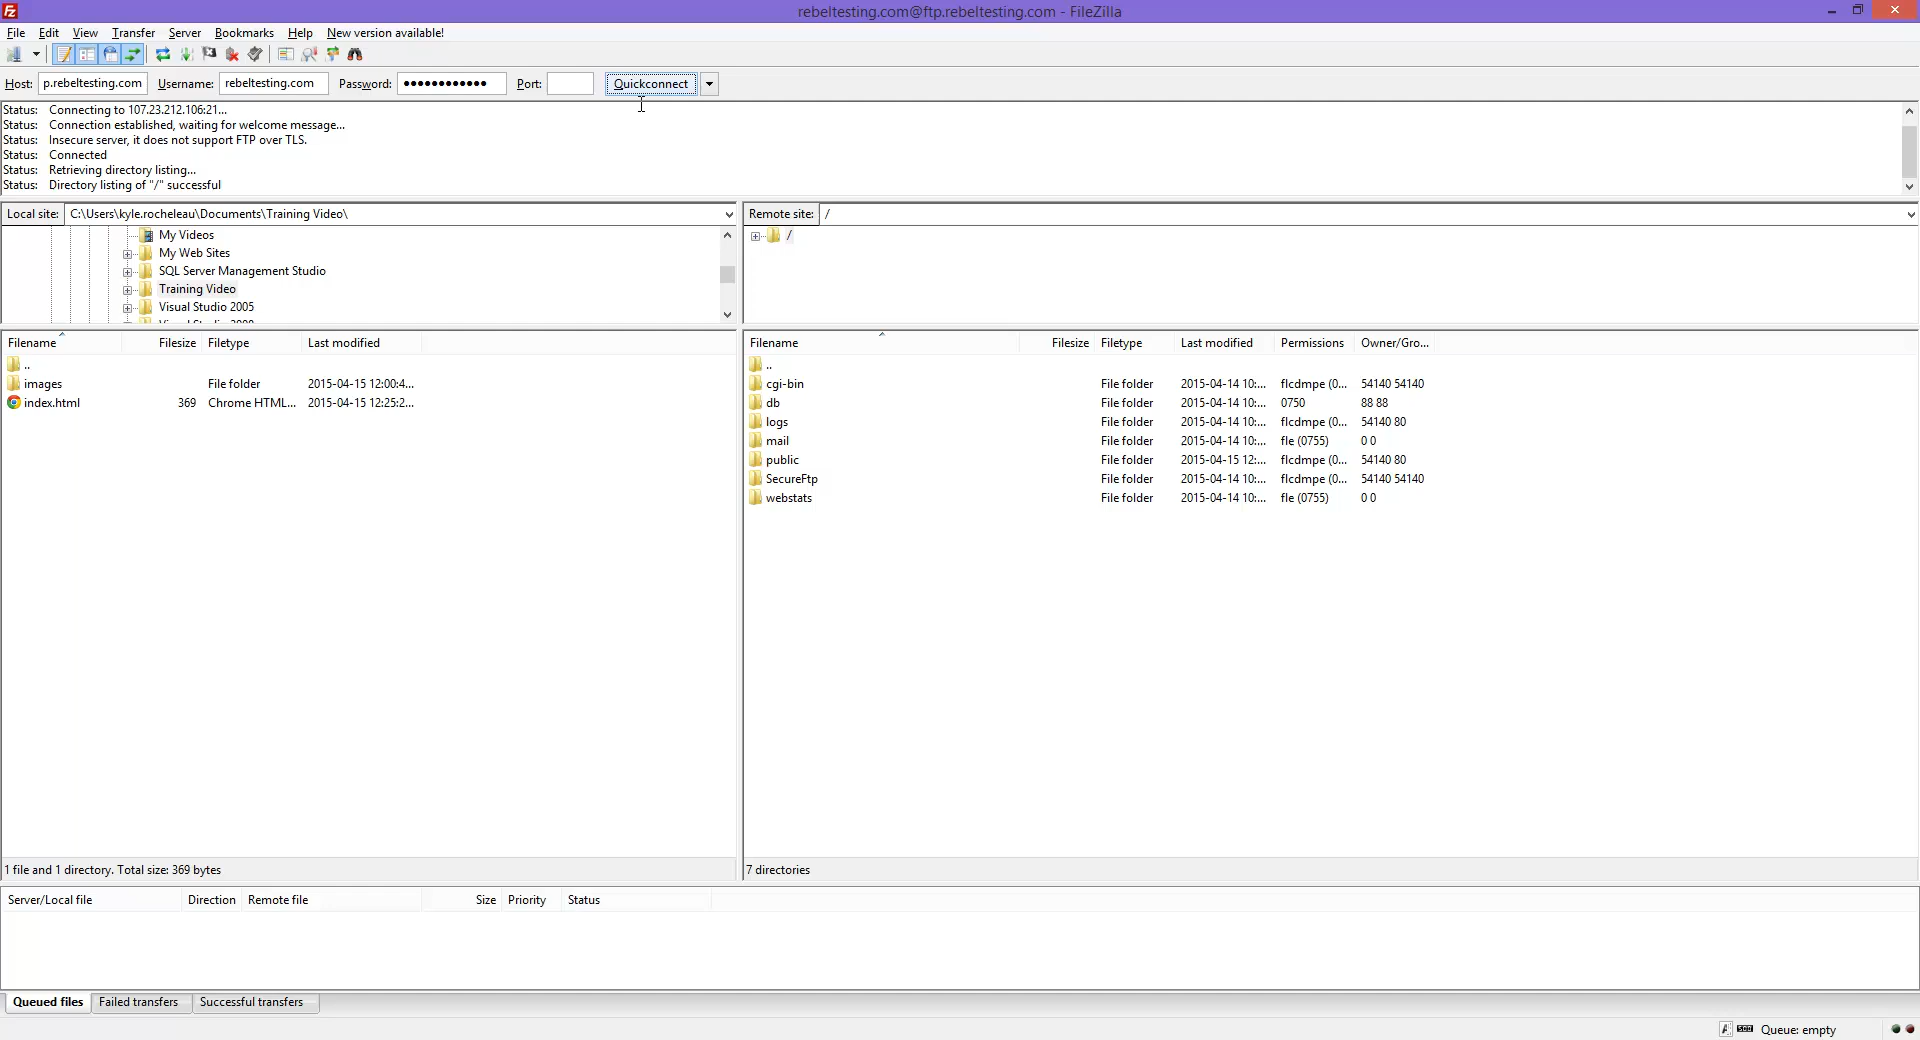 rebeltesting.com@ftp.rebeltesting.com - FileZilla
File Edit View Transfer Server Bookmarks Help New version available!
Host: p.rebeltesting.com Username: rebeltesting.com Password: ●●●●●●●●●●●● Port: Quickconnect
Status: Connecting to 107.23.212.106:21...
Status: Connection established, waiting for welcome message...
Status: Insecure server, it does not support FTP over TLS.
Status: Connected
Status: Retrieving directory listing...
Status: Directory listing of "/" successful
Local site: C:\Users\kyle.rocheleau\Documents\Training Video\
My Videos
My Web Sites
SQL Server Management Studio
Training Video
Visual Studio 2005
Remote site: /
/
Filename Filesize Filetype Last modified
..
images File folder 2015-04-15 12:00:4...
index.html 369 Chrome HTML... 2015-04-15 12:25:2...
1 file and 1 directory. Total size: 369 bytes
Filename Filesize Filetype Last modified Permissions Owner/Gro...
..
cgi-bin File folder 2015-04-14 10:... flcdmpe (0... 54140 54140
db File folder 2015-04-14 10:... 0750 88 88
logs File folder 2015-04-14 10:... flcdmpe (0... 54140 80
mail File folder 2015-04-14 10:... fle (0755) 0 0
public File folder 2015-04-15 12:... flcdmpe (0... 54140 80
SecureFtp File folder 2015-04-14 10:... flcdmpe (0... 54140 54140
webstats File folder 2015-04-14 10:... fle (0755) 0 0
7 directories
Server/Local file Direction Remote file Size Priority Status
Queued files Failed transfers Successful transfers
Queue: empty